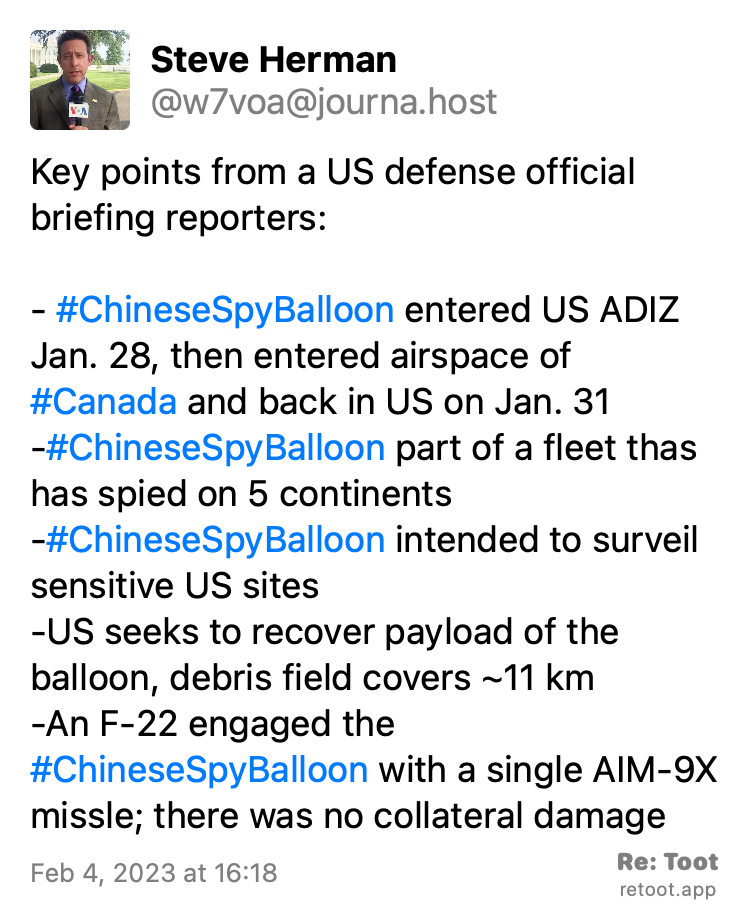 Steve Herman
@w7voa@journa.host
VOA
Key points from a US defense official
briefing reporters:
- #ChineseSpyBalloon entered US ADIZ
Jan. 28, then entered airspace of
#Canada and back in US on Jan. 31
-#ChineseSpyBalloon part of a fleet thas
has spied on 5 continents
-#ChineseSpyBalloon intended to surveil
sensitive US sites
-US seeks to recover payload of the
balloon, debris field covers ~11 km
-An F-22 engaged the
#ChineseSpyBalloon with a single AIM-9X
missle; there was no collateral damage
Feb 4, 2023 at 16:18
Re: Toot
retoot.app